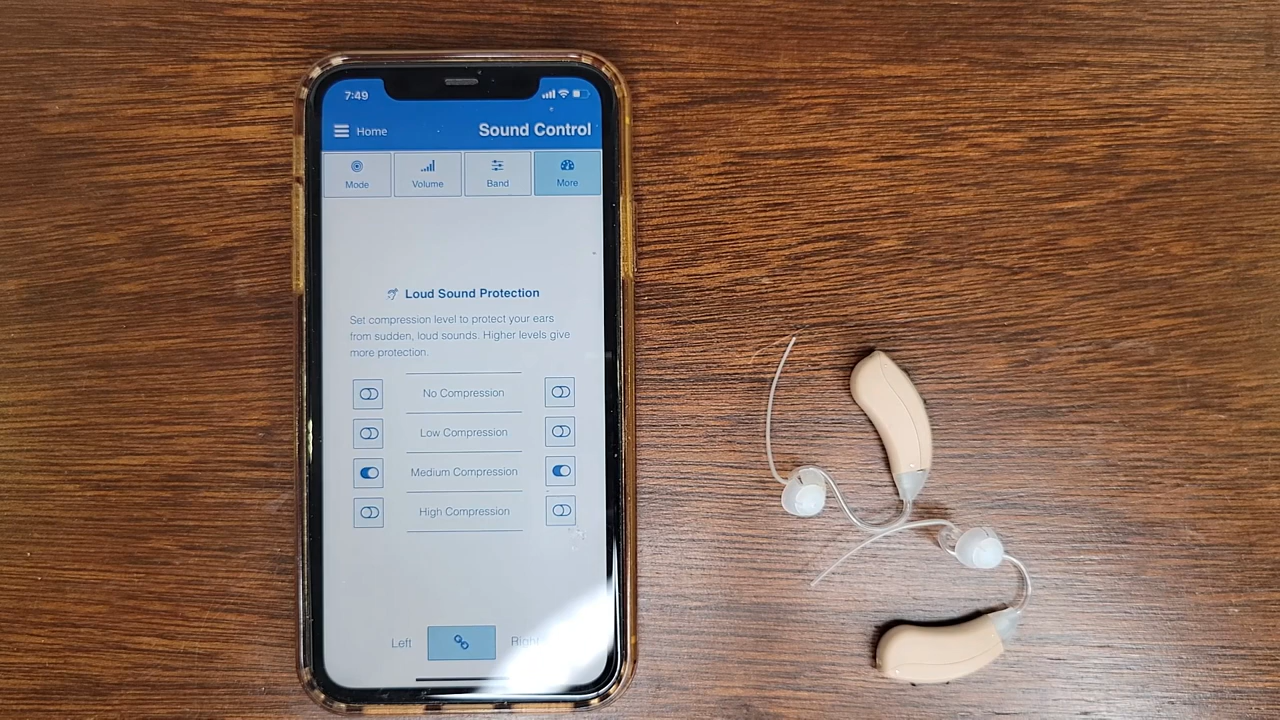 7:49
Home
Sound Control
Mode
Volume
Band
More
Loud Sound Protection
Set compression level to protect your ears
from sudden, loud sounds. Higher levels give
more protection.
No Compression
Low Compression
Medium Compression
High Compression
Left
Right